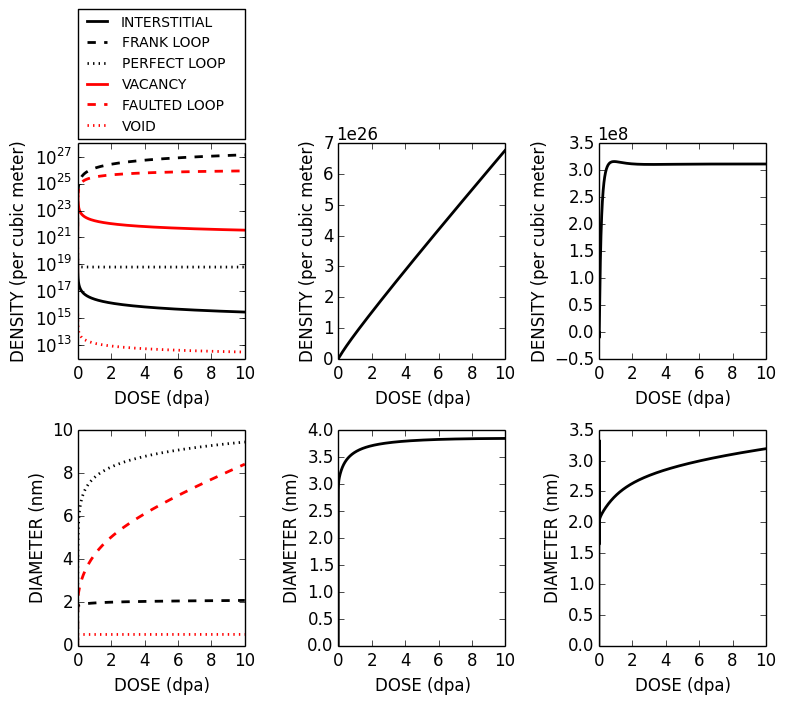 INTERSTITIAL
FRANK LOOP
PERFECT LOOP
VACANCY
FAULTED LOOP
VOID
DENSITY (per cubic meter)
10^27
10^25
10^23
10^21
10^19
10^17
10^15
10^13
0 2 4 6 8 10
DOSE (dpa)
1e26
DENSITY (per cubic meter)
7
6
5
4
3
2
1
0
0 2 4 6 8 10
DOSE (dpa)
1e8
DENSITY (per cubic meter)
3.5
3.0
2.5
2.0
1.5
1.0
0.5
0.0
−0.5
0 2 4 6 8 10
DOSE (dpa)
DIAMETER (nm)
10
8
6
4
2
0
0 2 4 6 8 10
DOSE (dpa)
DIAMETER (nm)
4.0
3.5
3.0
2.5
2.0
1.5
1.0
0.5
0.0
0 2 4 6 8 10
DOSE (dpa)
DIAMETER (nm)
3.5
3.0
2.5
2.0
1.5
1.0
0.5
0.0
0 2 4 6 8 10
DOSE (dpa)